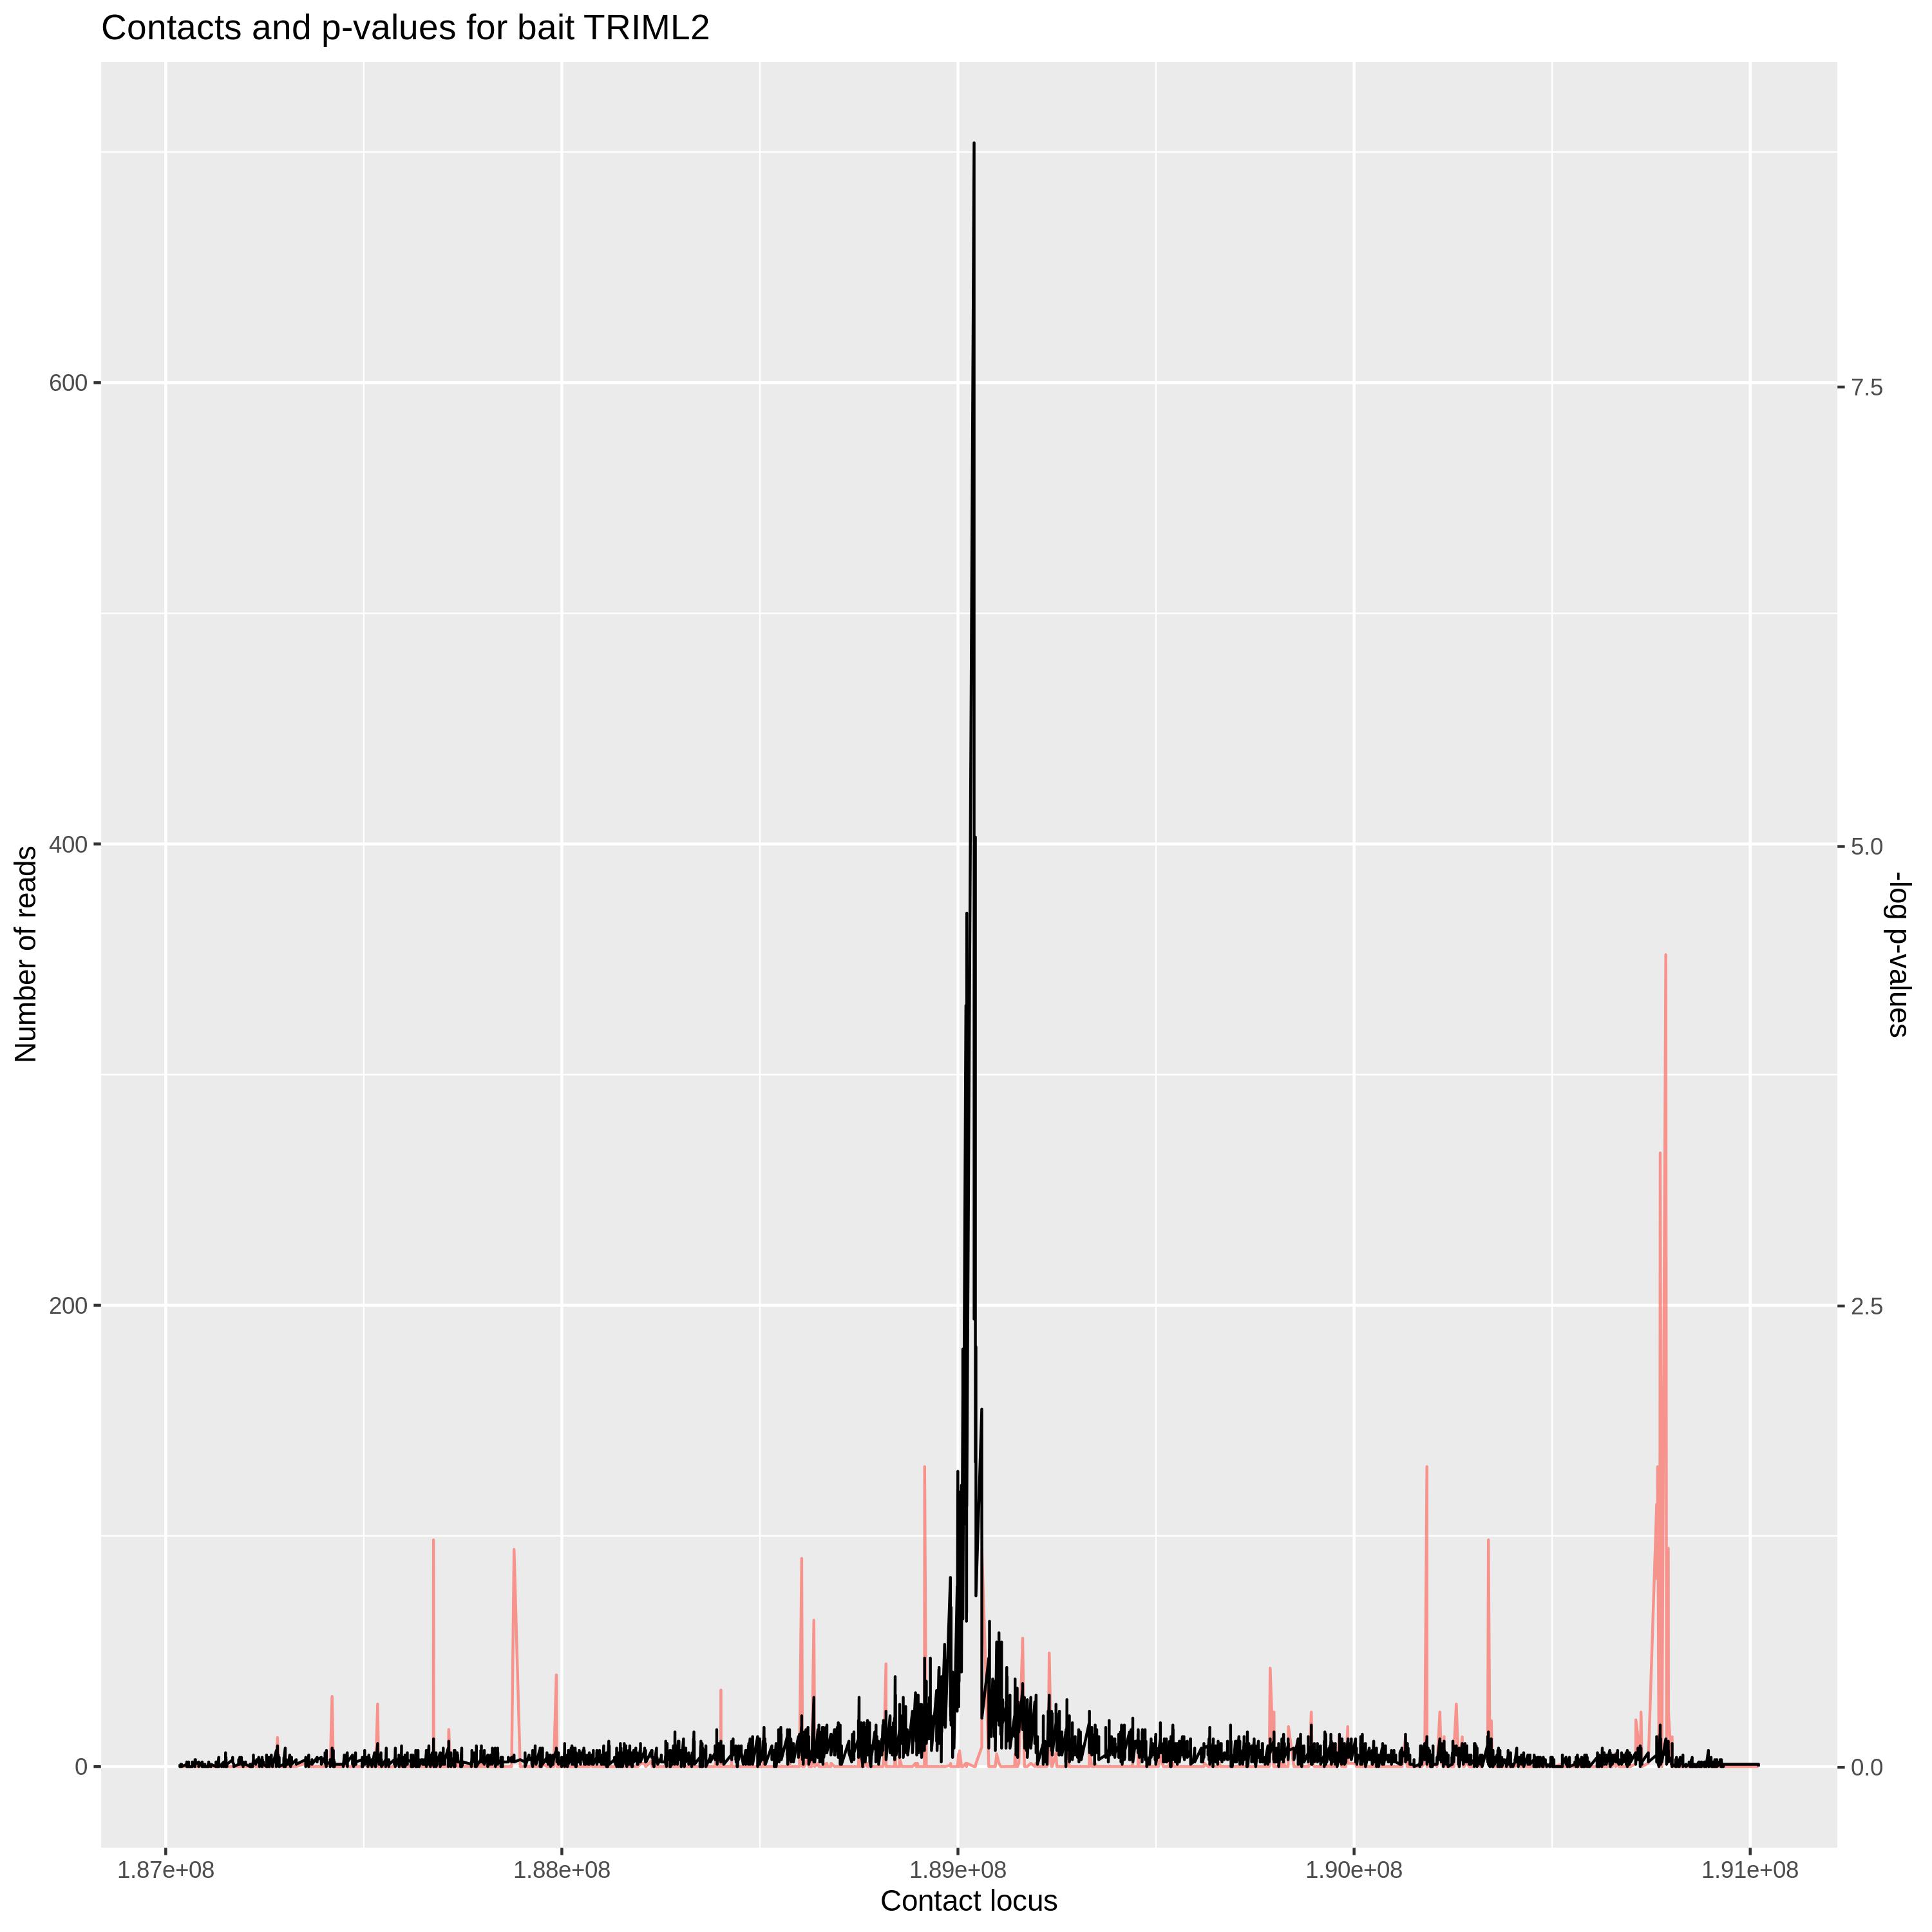 Contacts and p-values for bait TRIML2
Number of reads
600
400
200
0
7.5
5.0
2.5
0.0
-log p-values
1.87e+08
1.88e+08
1.89e+08
1.90e+08
1.91e+08
Contact locus